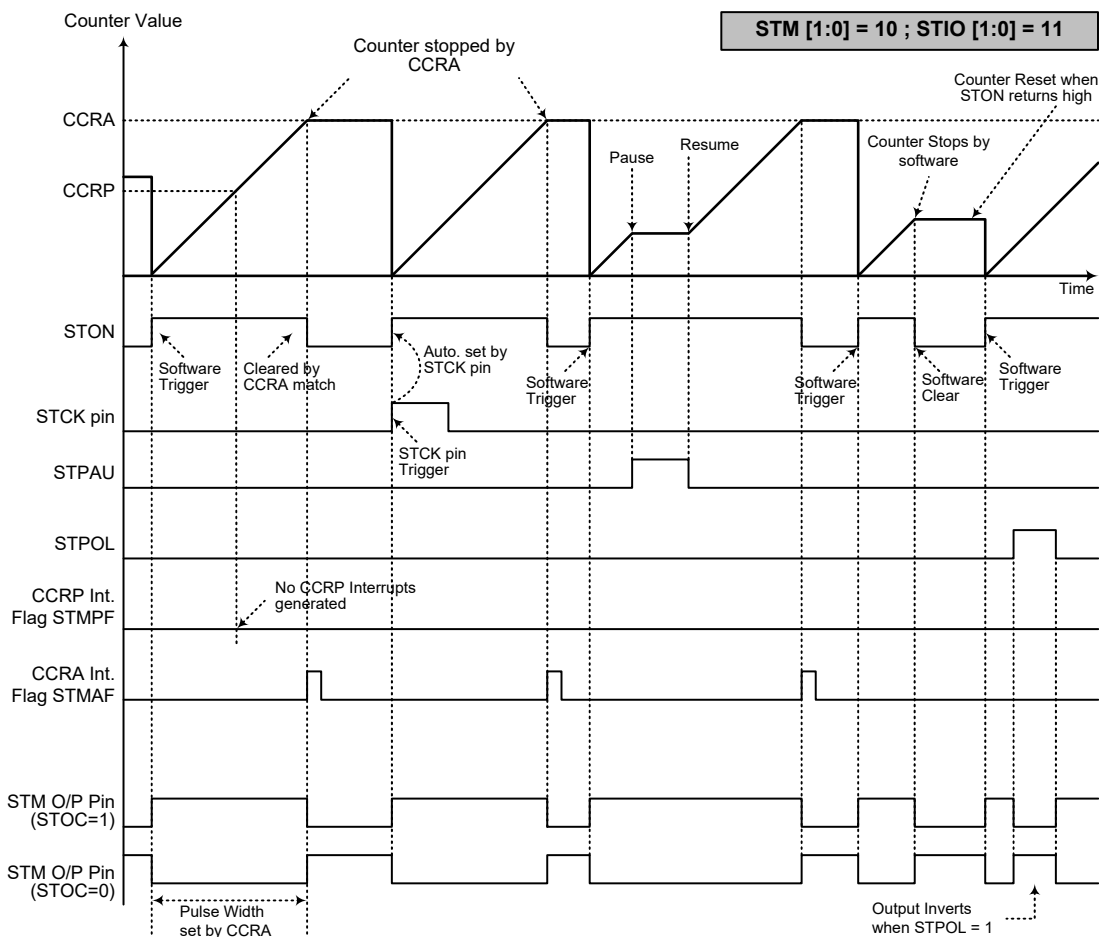 Counter Value
STM [1:0] = 10 ; STIO [1:0] = 11
Counter stopped by
CCRA
Counter Reset when
STON returns high
CCRA
Pause
Resume
Counter Stops by
software
CCRP
Time
STON
Software
Trigger
Cleared by
CCRA match
Auto. set by
STCK pin
Software
Trigger
Software
Trigger
Software
Clear
Software
Trigger
STCK pin
STCK pin
Trigger
STPAU
STPOL
CCRP Int.
Flag STMPF
No CCRP Interrupts
generated
CCRA Int.
Flag STMAF
STM O/P Pin
(STOC=1)
STM O/P Pin
(STOC=0)
Pulse Width
set by CCRA
Output Inverts
when STPOL = 1